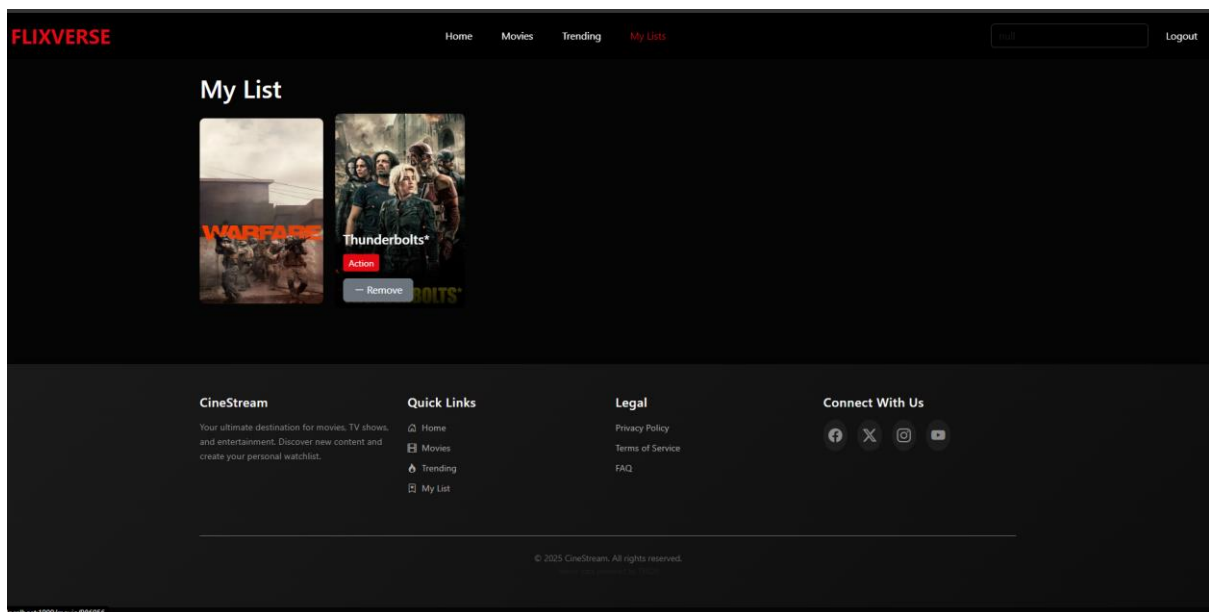 FLIXVERSE
Home Movies Trending My Lists
null
Logout
My List
WARFARE
Thunderbolts*
Action
— Remove
BOLTS*
CineStream
Your ultimate destination for movies, TV shows,
and entertainment. Discover new content and
create your personal watchlist.
Quick Links
Home
Movies
Trending
My List
Legal
Privacy Policy
Terms of Service
FAQ
Connect With Us
© 2025 CineStream. All rights reserved.